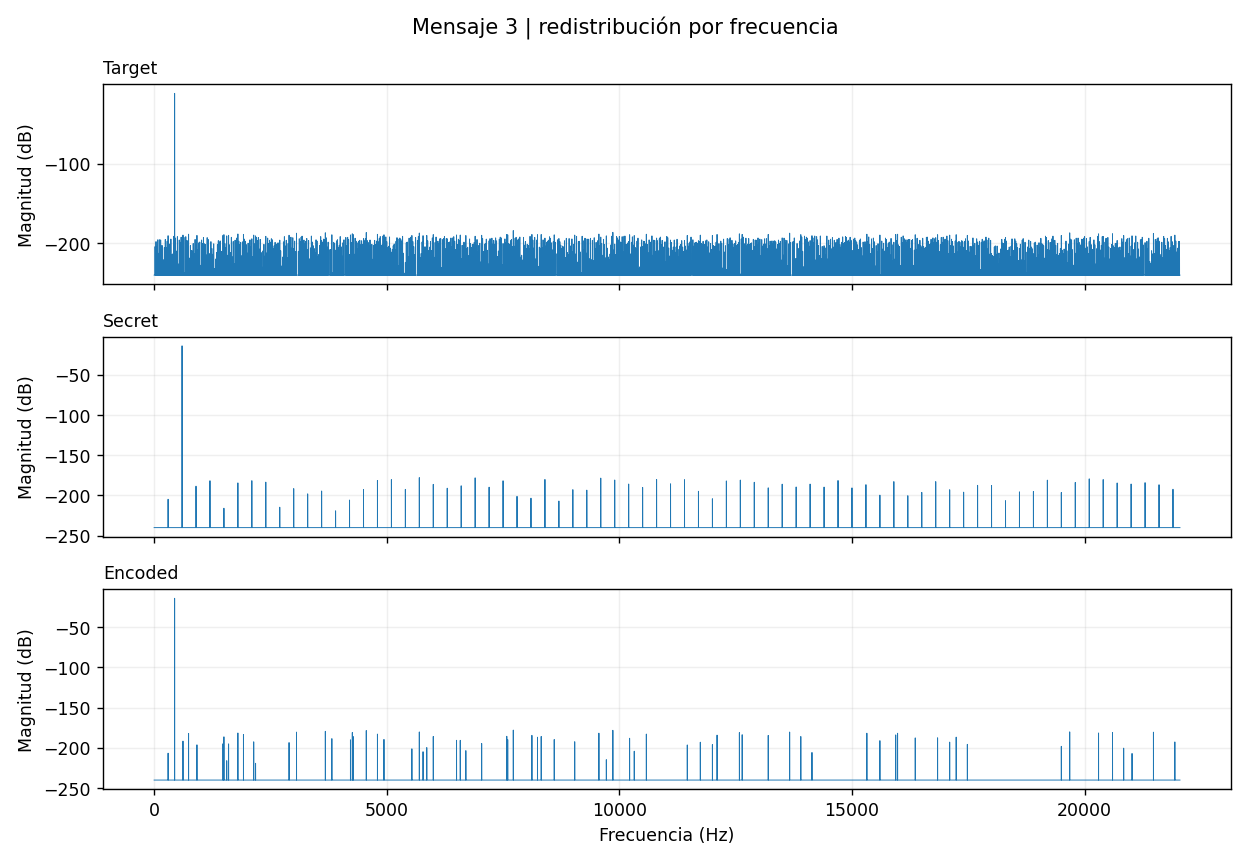 Mensaje 3 | redistribución por frecuencia
Target
Magnitud (dB)
−100
−200
Secret
Magnitud (dB)
−50
−100
−150
−200
−250
Encoded
Magnitud (dB)
−50
−100
−150
−200
−250
0 5000 10000 15000 20000
Frecuencia (Hz)